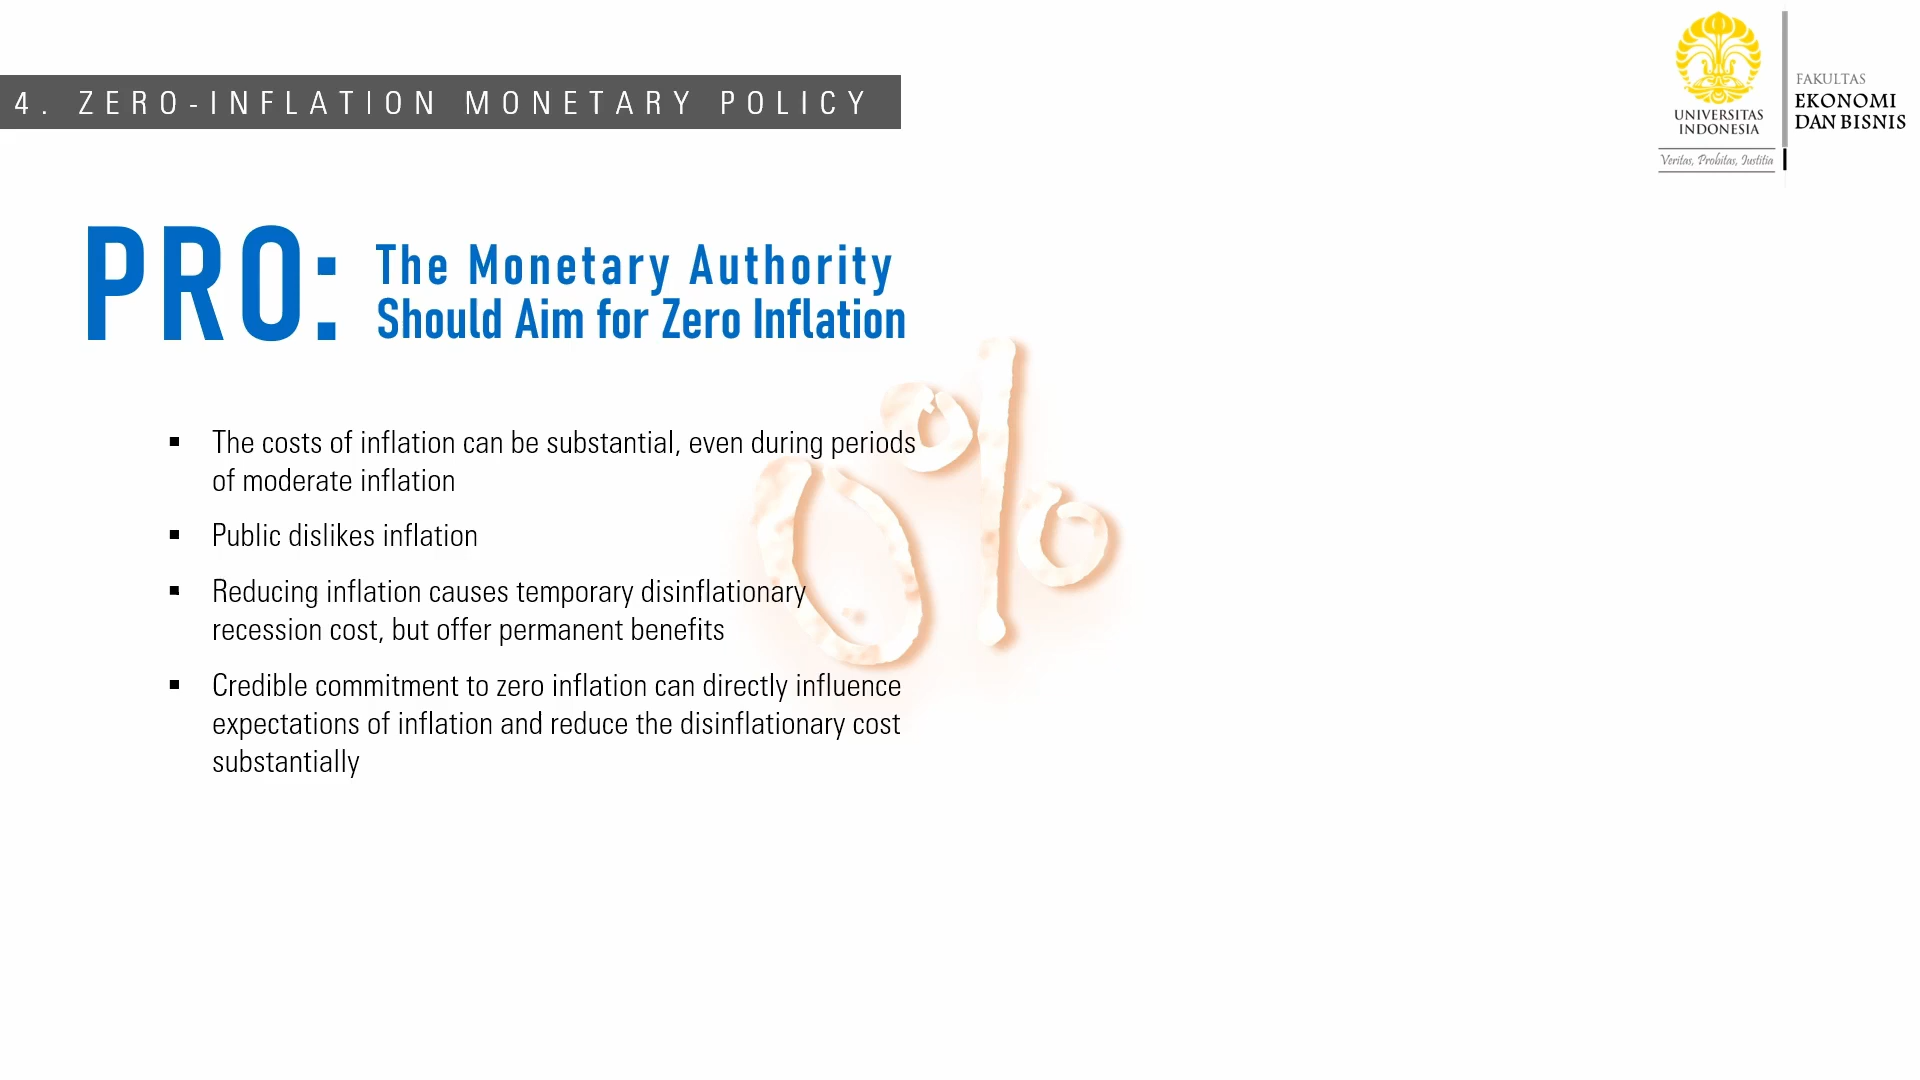 4. ZERO-INFLATION MONETARY POLICY
UNIVERSITAS
INDONESIA
Veritas, Probitas, Justitia
FAKULTAS
EKONOMI
DAN BISNIS
PRO:
The Monetary Authority
Should Aim for Zero Inflation
0%
▪ The costs of inflation can be substantial, even during periods
of moderate inflation
▪ Public dislikes inflation
▪ Reducing inflation causes temporary disinflationary
recession cost, but offer permanent benefits
▪ Credible commitment to zero inflation can directly influence
expectations of inflation and reduce the disinflationary cost
substantially